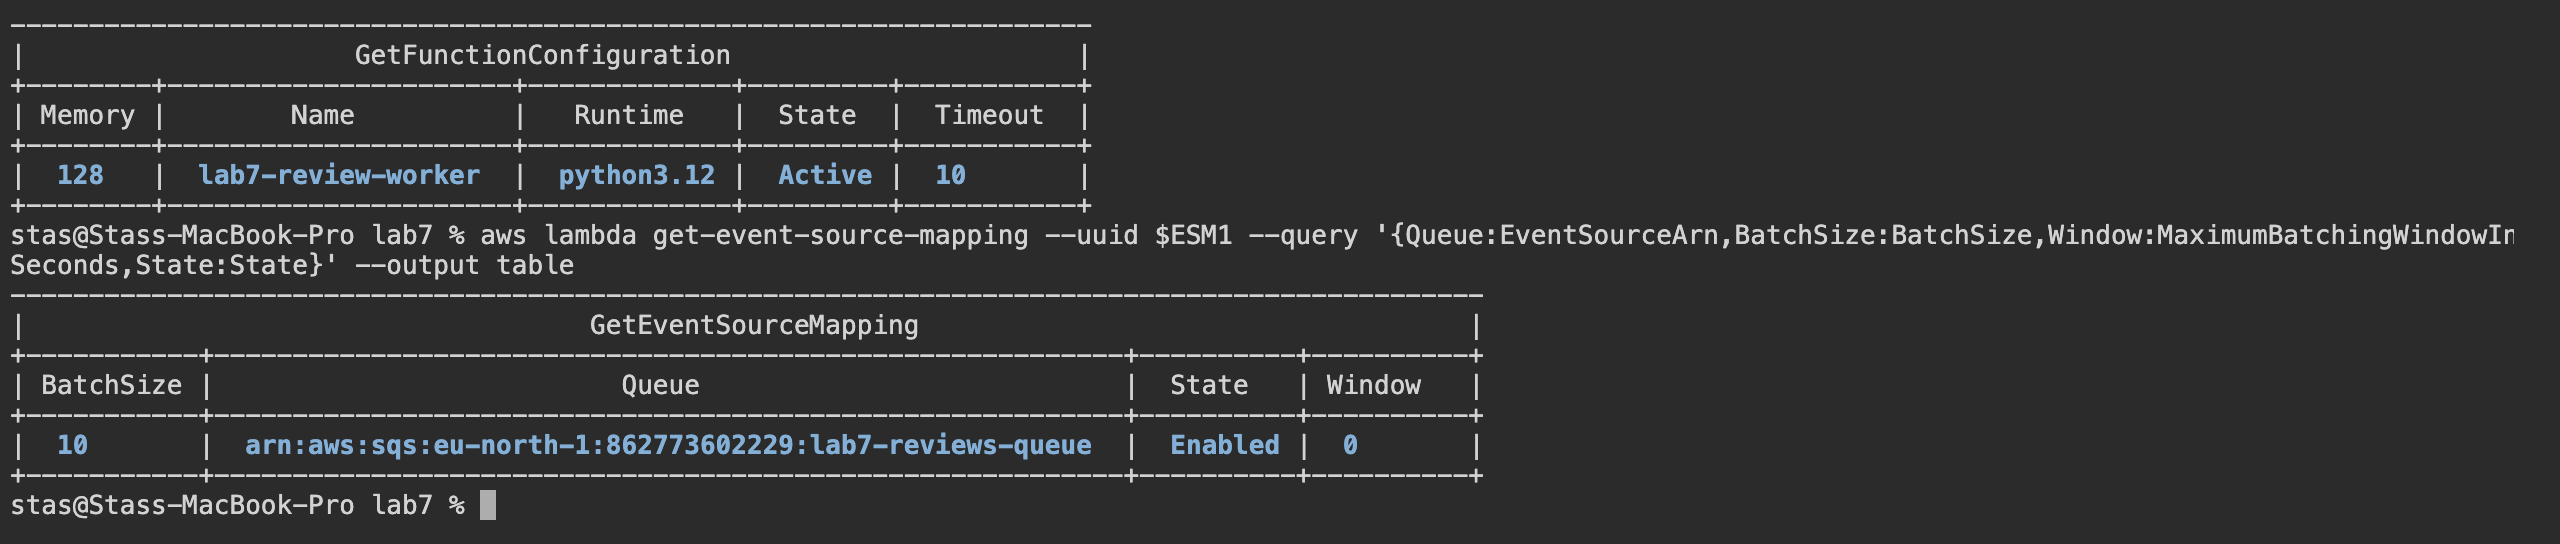 -----------------------------------------------------------------------
|                     GetFunctionConfiguration                       |
+--------+----------------------+-------------+---------+-----------+
| Memory |        Name          |   Runtime   |  State  |  Timeout  |
+--------+----------------------+-------------+---------+-----------+
|  128   |  lab7-review-worker  |  python3.12 |  Active |  10       |
+--------+----------------------+-------------+---------+-----------+
stas@Stass-MacBook-Pro lab7 % aws lambda get-event-source-mapping --uuid $ESM1 --query '{Queue:EventSourceArn,BatchSize:BatchSize,Window:MaximumBatchingWindowIn
Seconds,State:State}' --output table
----------------------------------------------------------------------------------------------
|                                    GetEventSourceMapping                                   |
+-----------+----------------------------------------------------------+----------+----------+
| BatchSize |                          Queue                           |  State   | Window   |
+-----------+----------------------------------------------------------+----------+----------+
|  10       |  arn:aws:sqs:eu-north-1:862773602229:lab7-reviews-queue  |  Enabled |  0       |
+-----------+----------------------------------------------------------+----------+----------+
stas@Stass-MacBook-Pro lab7 %